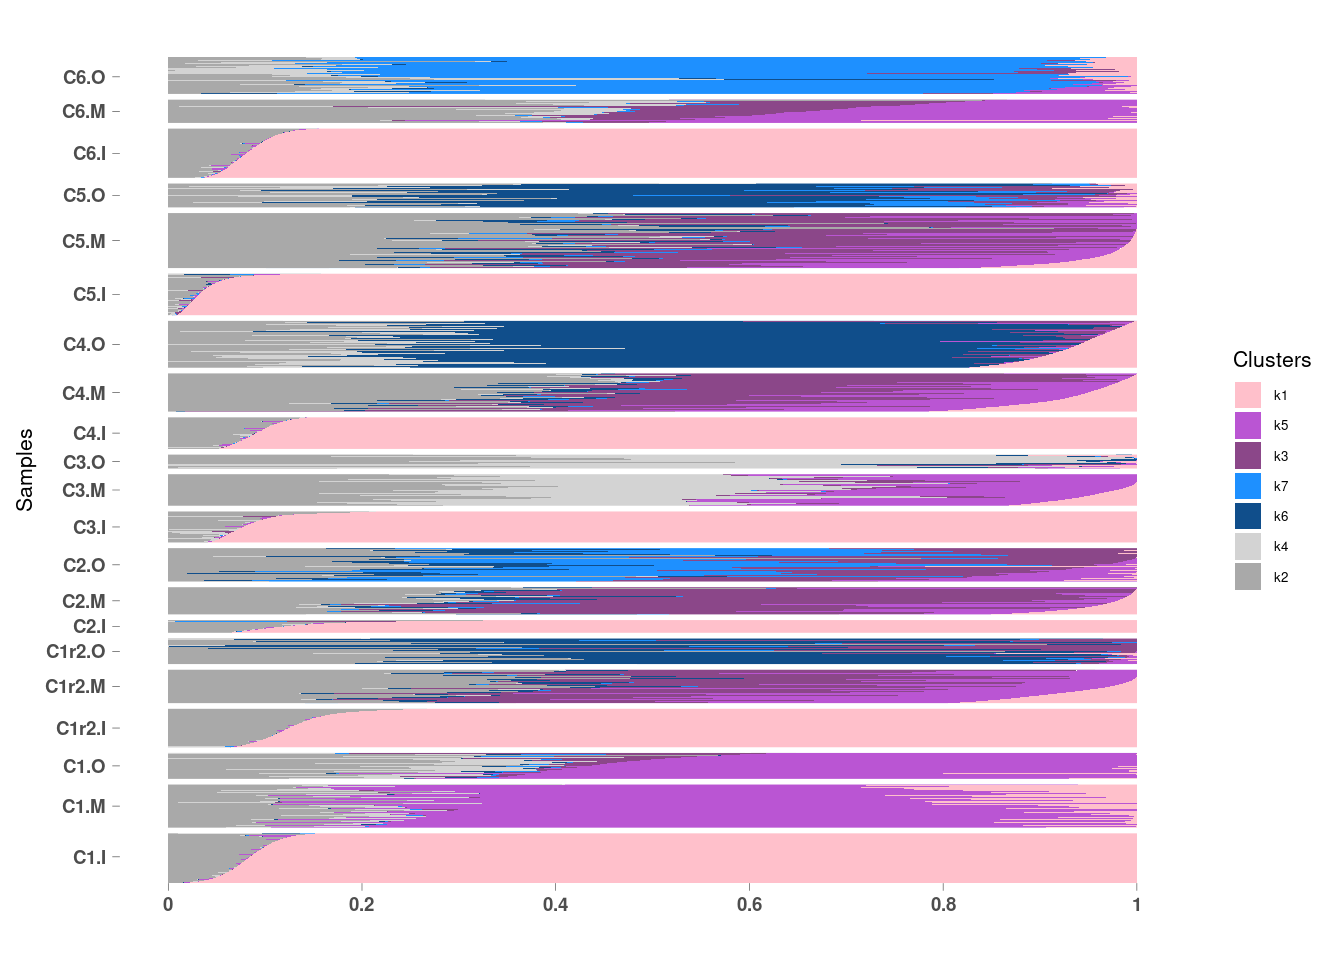 Samples
C6.O
C6.M
C6.I
C5.O
C5.M
C5.I
C4.O
C4.M
C4.I
C3.O
C3.M
C3.I
C2.O
C2.M
C2.I
C1r2.O
C1r2.M
C1r2.I
C1.O
C1.M
C1.I
0 0.2 0.4 0.6 0.8 1
Clusters
k1
k5
k3
k7
k6
k4
k2